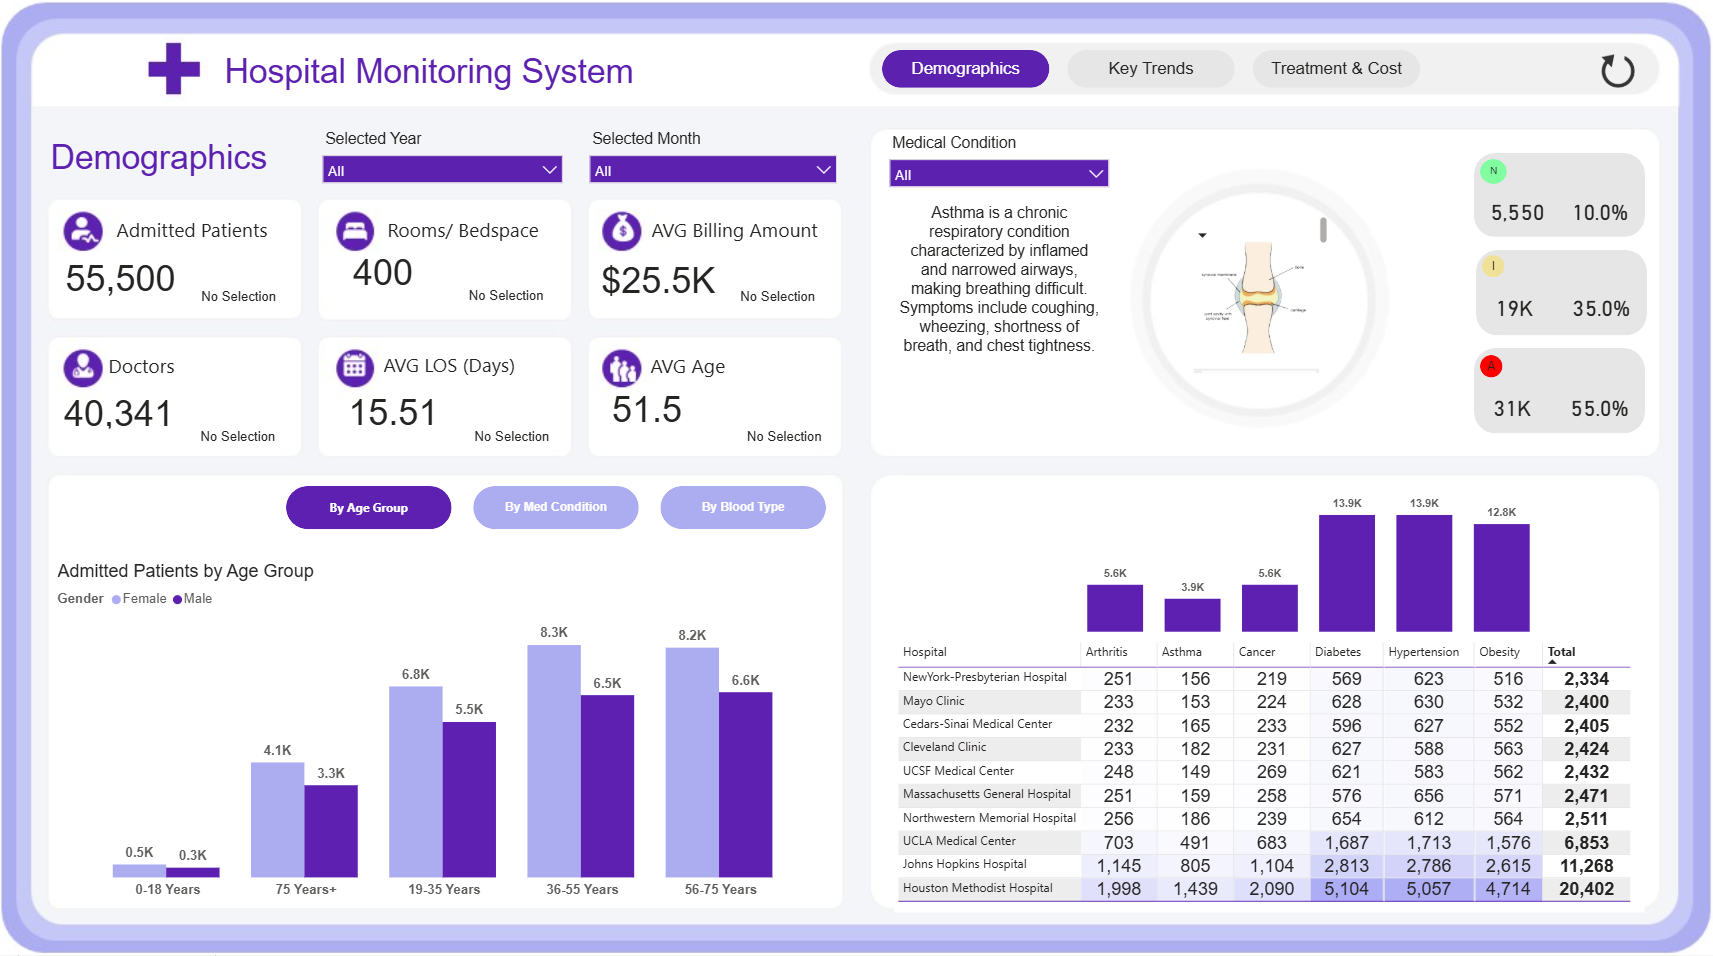 Hospital Monitoring System
Demographics
Key Trends
Treatment & Cost
Demographics
Selected Year
All
Selected Month
All
Admitted Patients
55,500
No Selection
Rooms/ Bedspace
400
No Selection
AVG Billing Amount
$25.5K
No Selection
Doctors
40,341
No Selection
AVG LOS (Days)
15.51
No Selection
AVG Age
51.5
No Selection
Medical Condition
All
Asthma is a chronic
respiratory condition
characterized by inflamed
and narrowed airways,
making breathing difficult.
Symptoms include coughing,
wheezing, shortness of
breath, and chest tightness.
synovial membrane
bone
cartilage
N
5,550 10.0%
I
19K 35.0%
A
31K 55.0%
By Age Group
By Med Condition
By Blood Type
Admitted Patients by Age Group
Gender Female Male
0.5K 0.3K
4.1K 3.3K
6.8K 5.5K
8.3K 6.5K
8.2K 6.6K
0-18 Years 75 Years+ 19-35 Years 36-55 Years 56-75 Years
5.6K 3.9K 5.6K 13.9K 13.9K 12.8K
Hospital Arthritis Asthma Cancer Diabetes Hypertension Obesity Total
NewYork-Presbyterian Hospital 251 156 219 569 623 516 2,334
Mayo Clinic 233 153 224 628 630 532 2,400
Cedars-Sinai Medical Center 232 165 233 596 627 552 2,405
Cleveland Clinic 233 182 231 627 588 563 2,424
UCSF Medical Center 248 149 269 621 583 562 2,432
Massachusetts General Hospital 251 159 258 576 656 571 2,471
Northwestern Memorial Hospital 256 186 239 654 612 564 2,511
UCLA Medical Center 703 491 683 1,687 1,713 1,576 6,853
Johns Hopkins Hospital 1,145 805 1,104 2,813 2,786 2,615 11,268
Houston Methodist Hospital 1,998 1,439 2,090 5,104 5,057 4,714 20,402